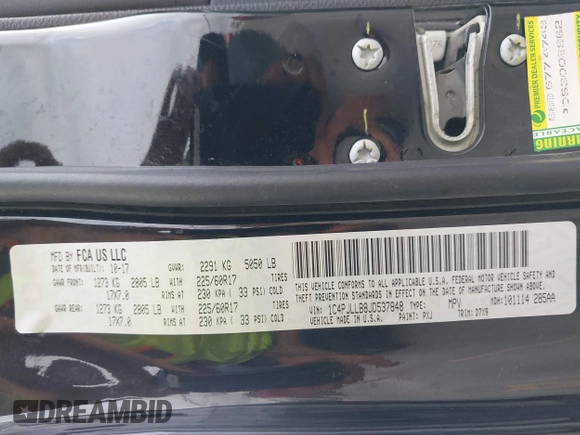 PREMIER DEALER SERVICES
MFD BY FCA US LLC
DATE OF MFR(BUILT): 10-17 GVWR: 2291 KG 5050 LB
GAWR FRONT: 1273 KG 2805 LB WITH 225/60R17 TIRES
17X7.0 RIMS AT 230 KPA ( 33 PSI) COLD
GAWR REAR: 1273 KG 2805 LB WITH 225/60R17 TIRES
17X7.0 RIMS AT 230 KPA ( 33 PSI) COLD
THIS VEHICLE CONFORMS TO ALL APPLICABLE U.S.A. FEDERAL MOTOR VEHICLE SAFETY AND
THEFT PREVENTION STANDARDS IN EFFECT ON THE DATE OF MANUFACTURE SHOWN ABOVE.
VIN: 1C4PJLLB8JD537840 TYPE: MPV MDH: 101114 285AA
VEHICLE MADE IN U.S.A. PAINT: PXJ TRIM: D7X9
DREAMBID